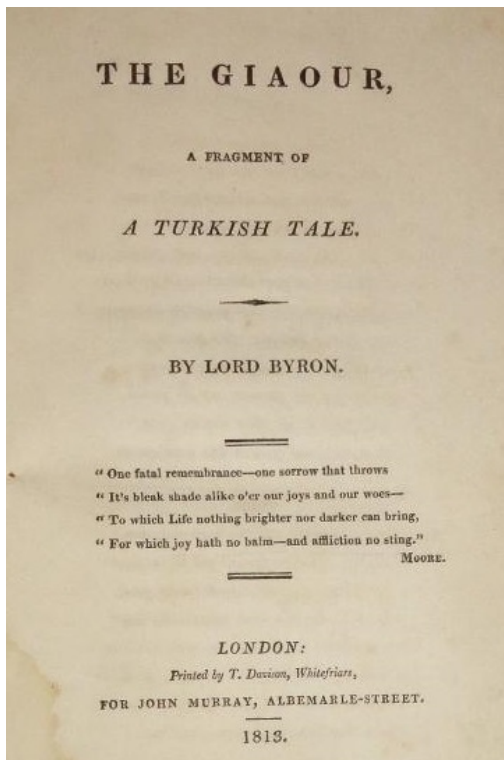 THE GIAOUR,
A FRAGMENT OF
A TURKISH TALE.
BY LORD BYRON.
“ One fatal remembrance—one sorrow that throws
“ It's bleak shade alike o'er our joys and our woes—
“ To which Life nothing brighter nor darker can bring,
“ For which joy hath no balm—and affliction no sting.”
MOORE.
LONDON:
Printed by T. Davison, Whitefriars,
FOR JOHN MURRAY, ALBEMARLE-STREET.
1813.